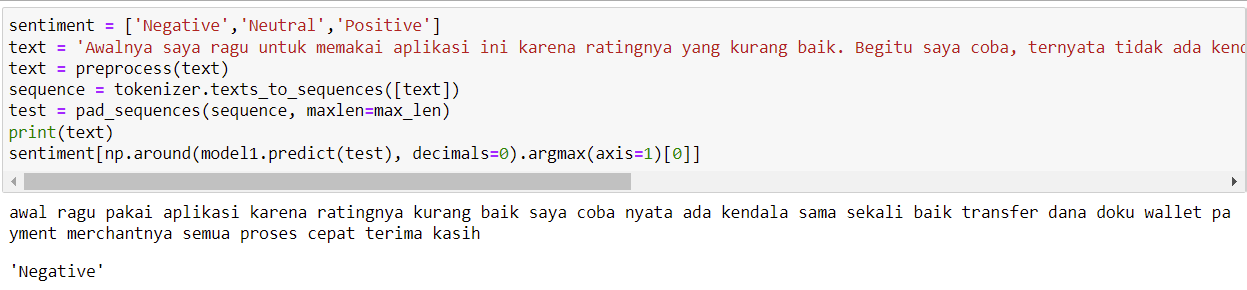 sentiment = ['Negative','Neutral','Positive']
text = 'Awalnya saya ragu untuk memakai aplikasi ini karena ratingnya yang kurang baik. Begitu saya coba, ternyata tidak ada kend
text = preprocess(text)
sequence = tokenizer.texts_to_sequences([text])
test = pad_sequences(sequence, maxlen=max_len)
print(text)
sentiment[np.around(model1.predict(test), decimals=0).argmax(axis=1)[0]]
awal ragu pakai aplikasi karena ratingnya kurang baik saya coba nyata ada kendala sama sekali baik transfer dana doku wallet pa
yment merchantnya semua proses cepat terima kasih
'Negative'